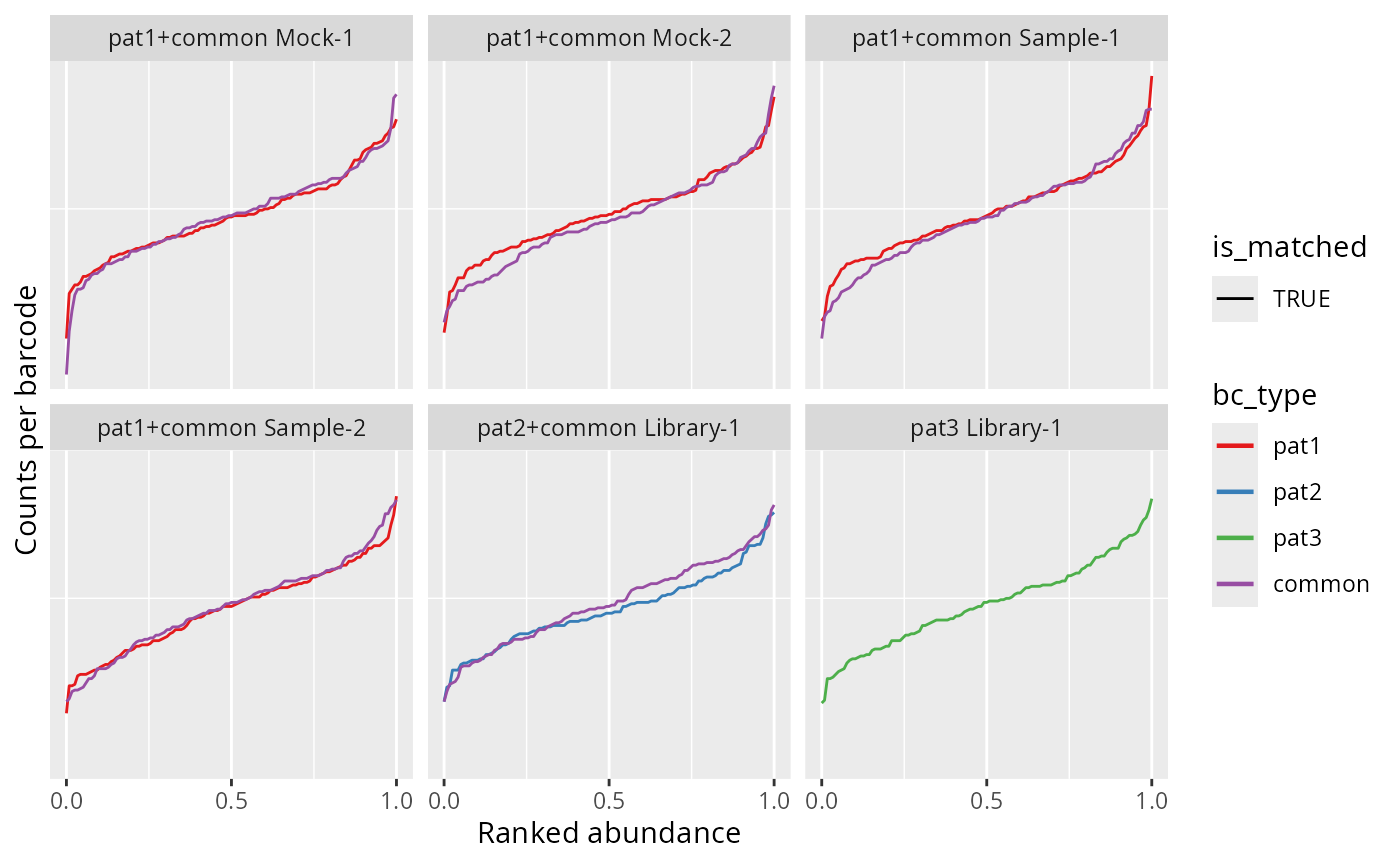 pat1+common Mock-1
pat1+common Mock-2
pat1+common Sample-1
pat1+common Sample-2
pat2+common Library-1
pat3 Library-1
Counts per barcode
0.0 0.5 1.0
0.0 0.5 1.0
0.0 0.5 1.0
Ranked abundance
is_matched
TRUE
bc_type
pat1
pat2
pat3
common